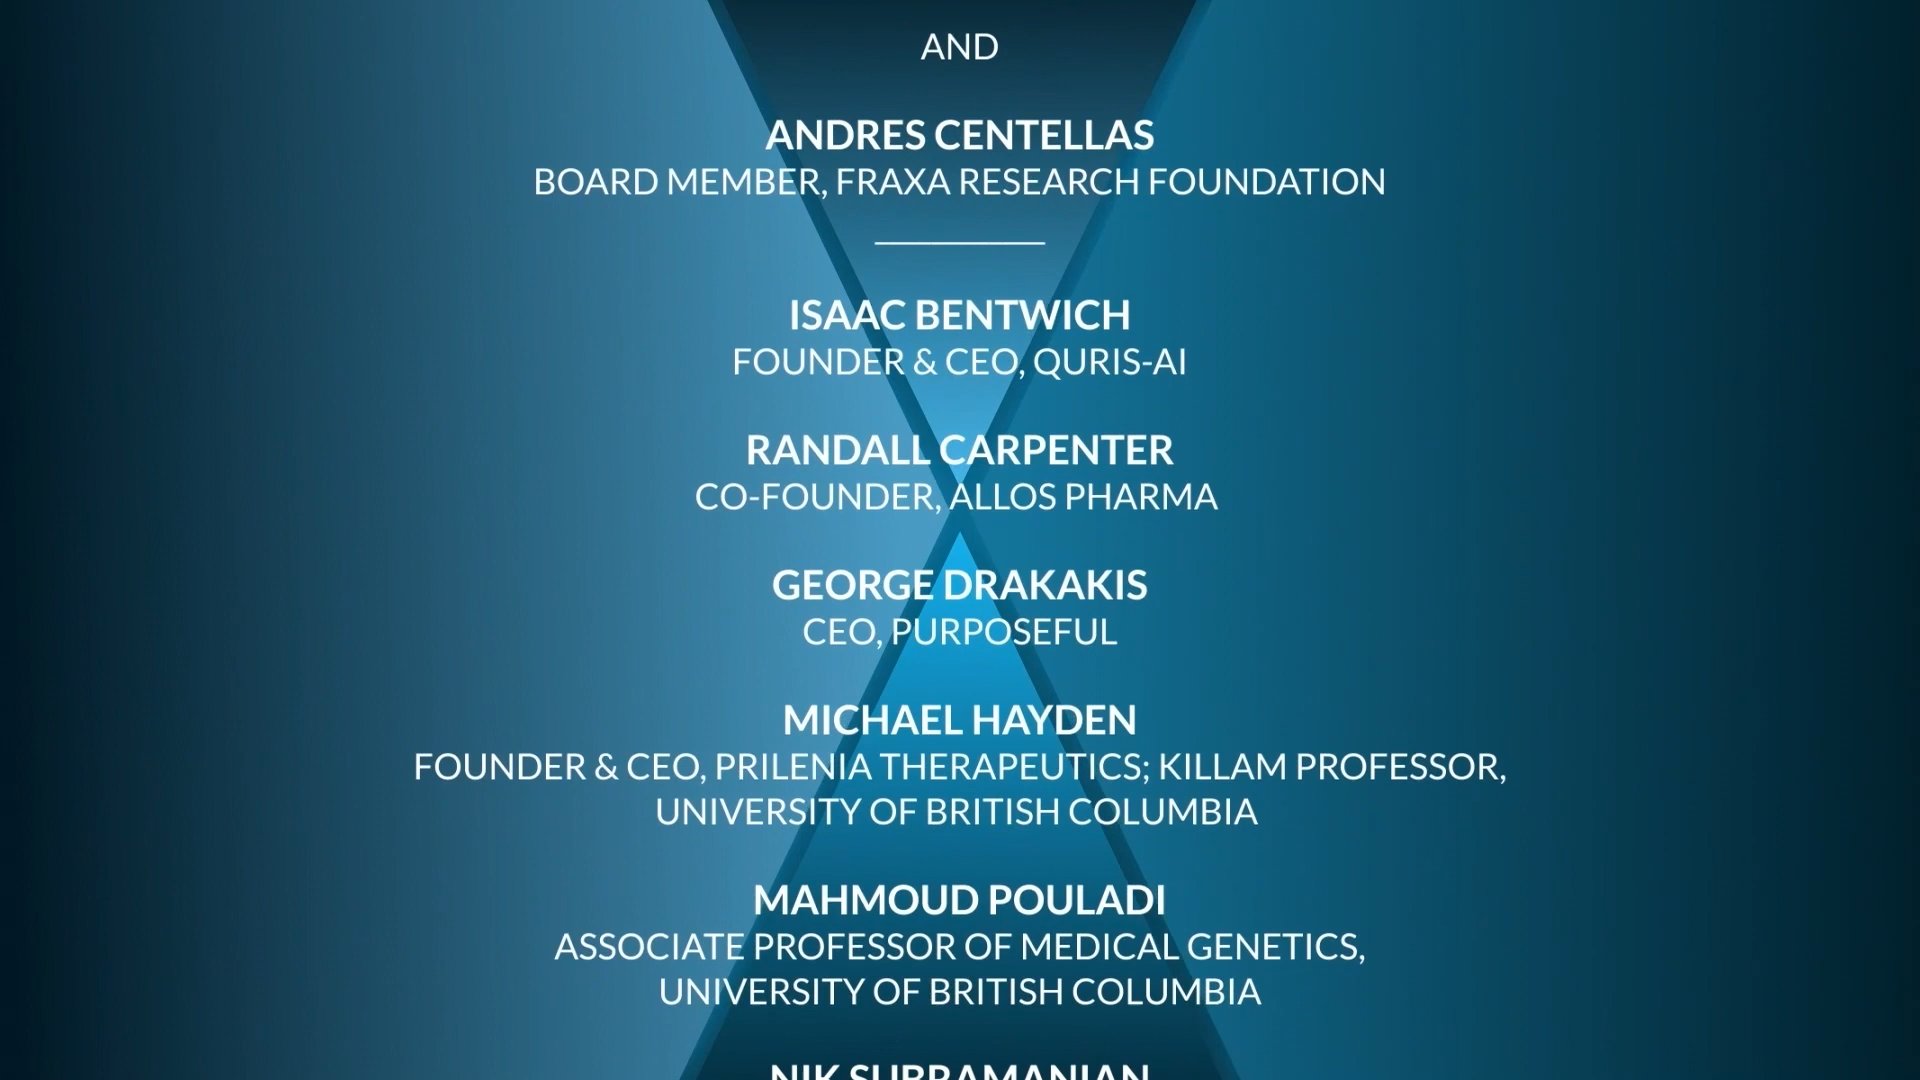 AND
ANDRES CENTELLAS
BOARD MEMBER, FRAXA RESEARCH FOUNDATION
ISAAC BENTWICH
FOUNDER & CEO, QURIS-AI
RANDALL CARPENTER
CO-FOUNDER, ALLOS PHARMA
GEORGE DRAKAKIS
CEO, PURPOSEFUL
MICHAEL HAYDEN
FOUNDER & CEO, PRILENIA THERAPEUTICS; KILLAM PROFESSOR,
UNIVERSITY OF BRITISH COLUMBIA
MAHMOUD POULADI
ASSOCIATE PROFESSOR OF MEDICAL GENETICS,
UNIVERSITY OF BRITISH COLUMBIA
NIK SUBRAMANIAN